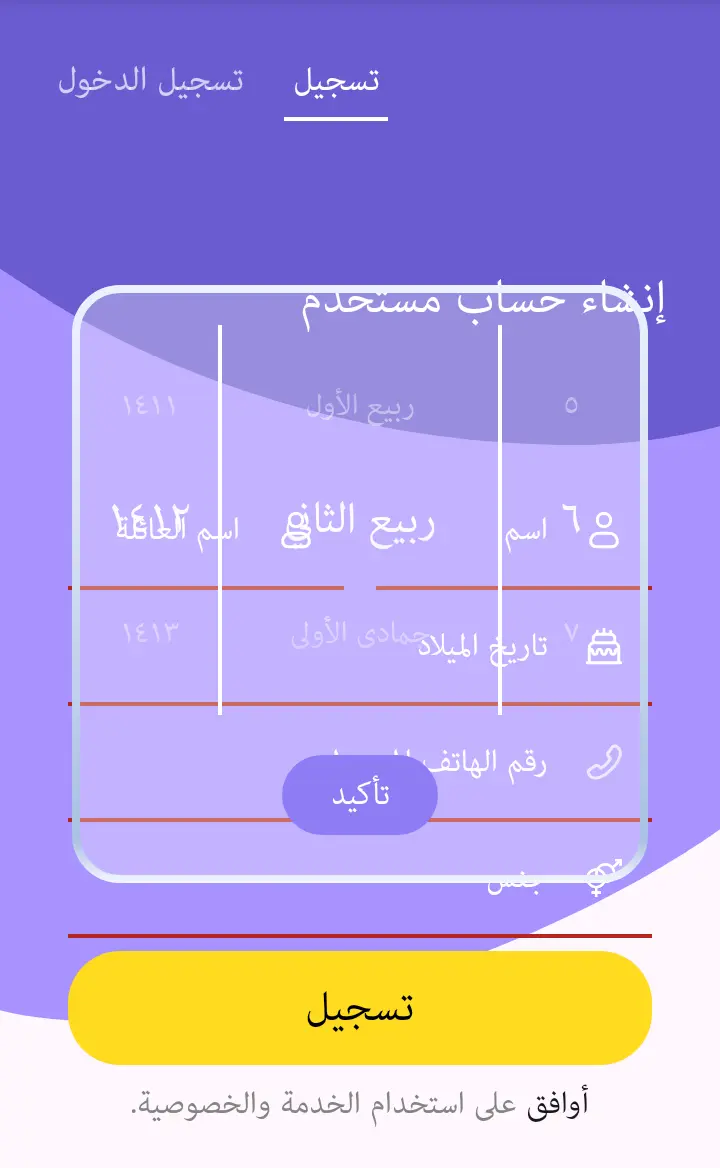 تسجيل تسجيل الدخول
إنشاء حساب مستخدم
٥ ربيع الأول ١٤١١
٦ ربيع الثاني ١٤١٢
اسم اسم العائلة
٧ جمادى الأولى ١٤١٣
تاريخ الميلاد
رقم الهاتف
تأكيد
جنس
تسجيل
أوافق على استخدام الخدمة والخصوصية.